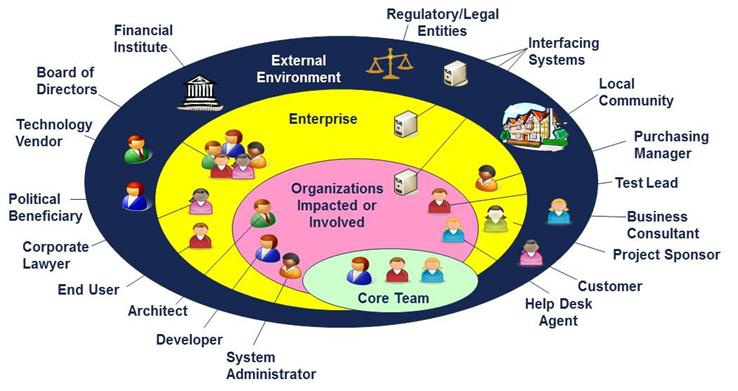 Regulatory/Legal
Entities
Financial
Institute
External
Environment
Interfacing
Systems
Board of
Directors
Local
Community
Technology
Vendor
Enterprise
Purchasing
Manager
Organizations
Impacted or
Involved
Test Lead
Political
Beneficiary
Business
Consultant
Corporate
Lawyer
Project Sponsor
End User
Customer
Architect
Core Team
Help Desk
Agent
Developer
System
Administrator